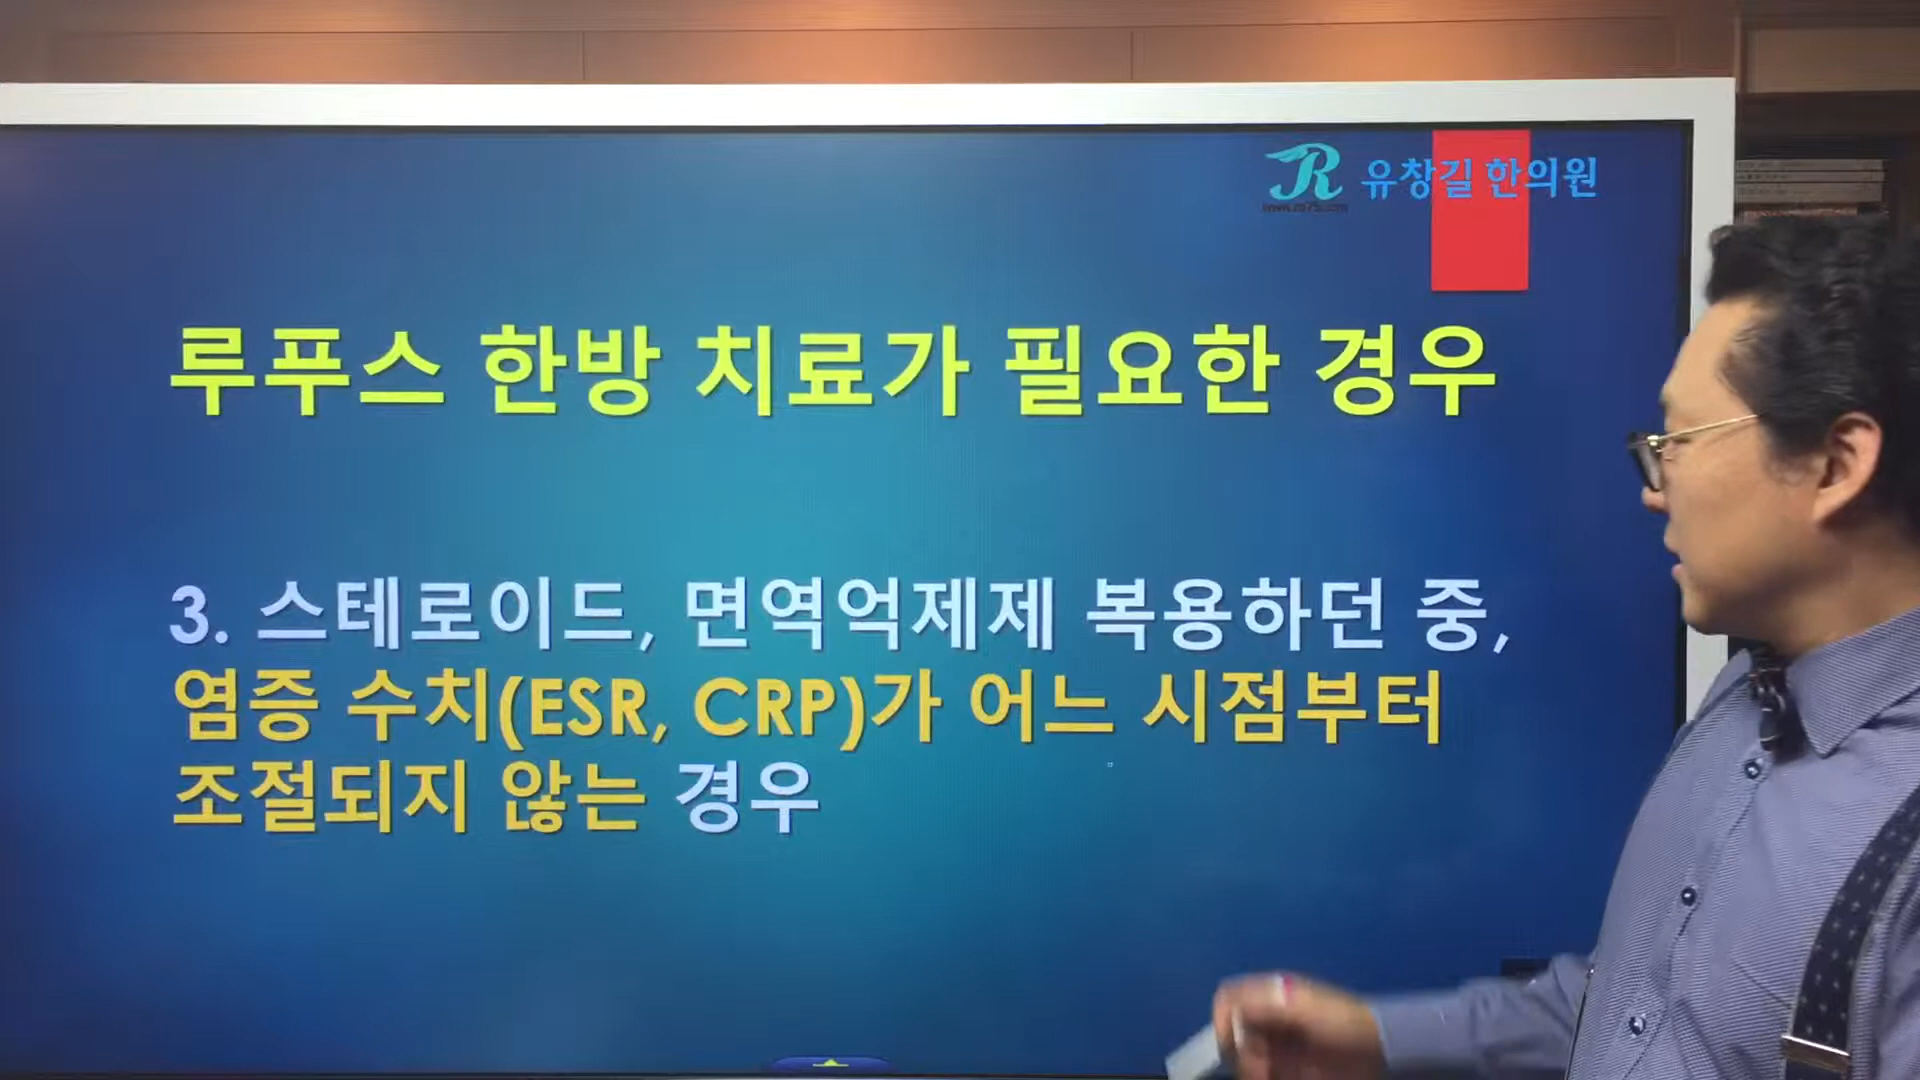 유창길 한의원
루푸스 한방 치료가 필요한 경우
3. 스테로이드, 면역억제제 복용하던 중,
염증 수치(ESR, CRP)가 어느 시점부터
조절되지 않는 경우